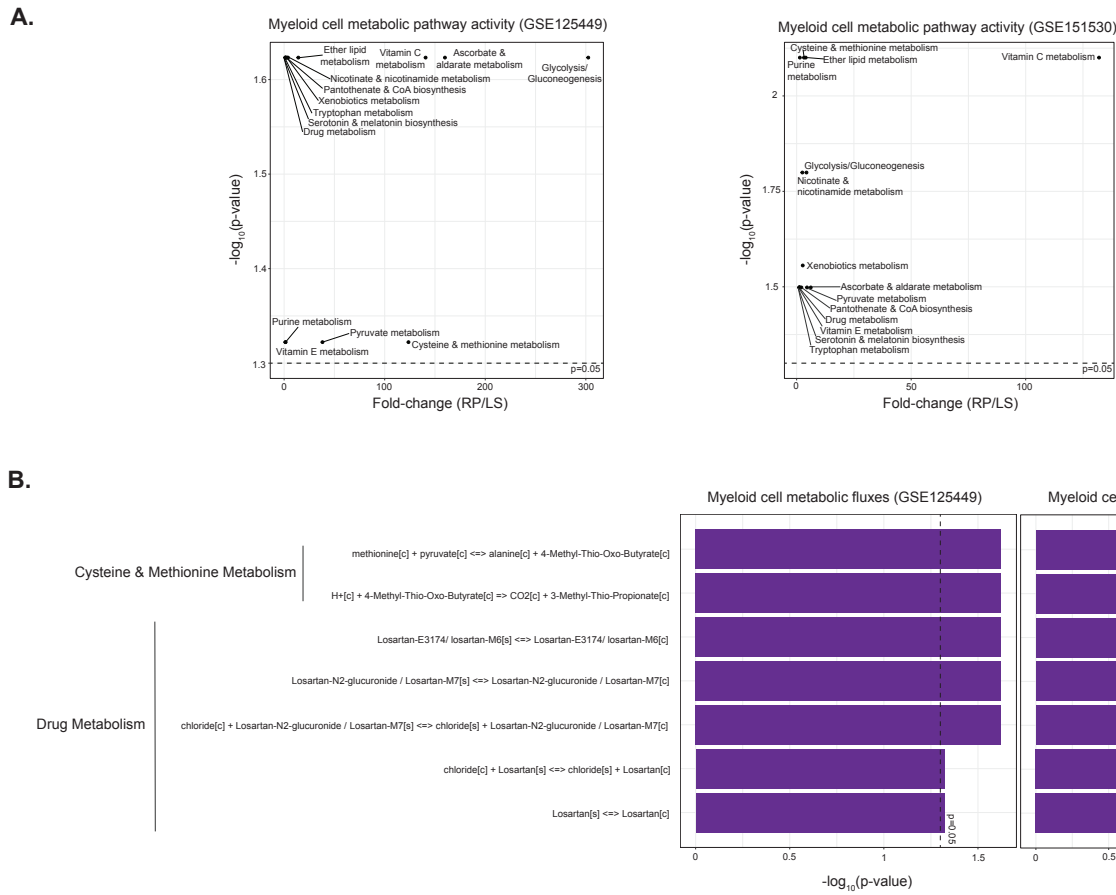 A.
Myeloid cell metabolic pathway activity (GSE125449)
Ether lipid
metabolism
Vitamin C
metabolism
Ascorbate &
aldarate metabolism
Glycolysis/
Gluconeogenesis
Nicotinate & nicotinamide metabolism
Pantothenate & CoA biosynthesis
Xenobiotics metabolism
Tryptophan metabolism
Serotonin & melatonin biosynthesis
Drug metabolism
1.6
1.5
1.4
1.3
-log10(p-value)
Purine metabolism
Pyruvate metabolism
Vitamin E metabolism
Cysteine & methionine metabolism
p=0.05
0
100
200
300
Fold-change (RP/LS)
Myeloid cell metabolic pathway activity (GSE151530)
Cysteine & methionine metabolism
Ether lipid metabolism
Purine
metabolism
Vitamin C metabolism
2
1.75
1.5
-log10(p-value)
Glycolysis/Gluconeogenesis
Nicotinate &
nicotinamide metabolism
Xenobiotics metabolism
Ascorbate & aldarate metabolism
Pyruvate metabolism
Pantothenate & CoA biosynthesis
Drug metabolism
Vitamin E metabolism
Serotonin & melatonin biosynthesis
Tryptophan metabolism
p=0.05
0
50
100
Fold-change (RP/LS)
B.
Myeloid cell metabolic fluxes (GSE125449)
Myeloid ce
Cysteine & Methionine Metabolism
methionine[c] + pyruvate[c] <=> alanine[c] + 4-Methyl-Thio-Oxo-Butyrate[c]
H+[c] + 4-Methyl-Thio-Oxo-Butyrate[c] => CO2[c] + 3-Methyl-Thio-Propionate[c]
Drug Metabolism
Losartan-E3174/ losartan-M6[s] <=> Losartan-E3174/ losartan-M6[c]
Losartan-N2-glucuronide / Losartan-M7[s] <=> Losartan-N2-glucuronide / Losartan-M7[c]
chloride[c] + Losartan-N2-glucuronide / Losartan-M7[s] <=> chloride[s] + Losartan-N2-glucuronide / Losartan-M7[c]
chloride[c] + Losartan[s] <=> chloride[s] + Losartan[c]
Losartan[s] <=> Losartan[c]
p=0.05
0
0.5
1
1.5
-log10(p-value)
0
0.5